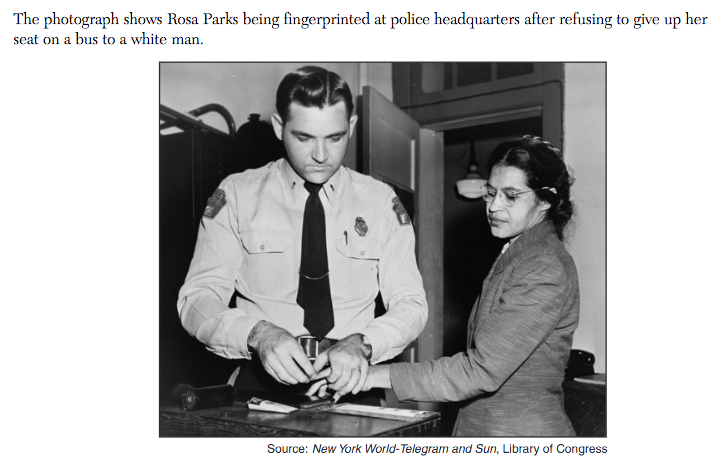 The photograph shows Rosa Parks being fingerprinted at police headquarters after refusing to give up her
seat on a bus to a white man.
Source: New York World-Telegram and Sun, Library of Congress